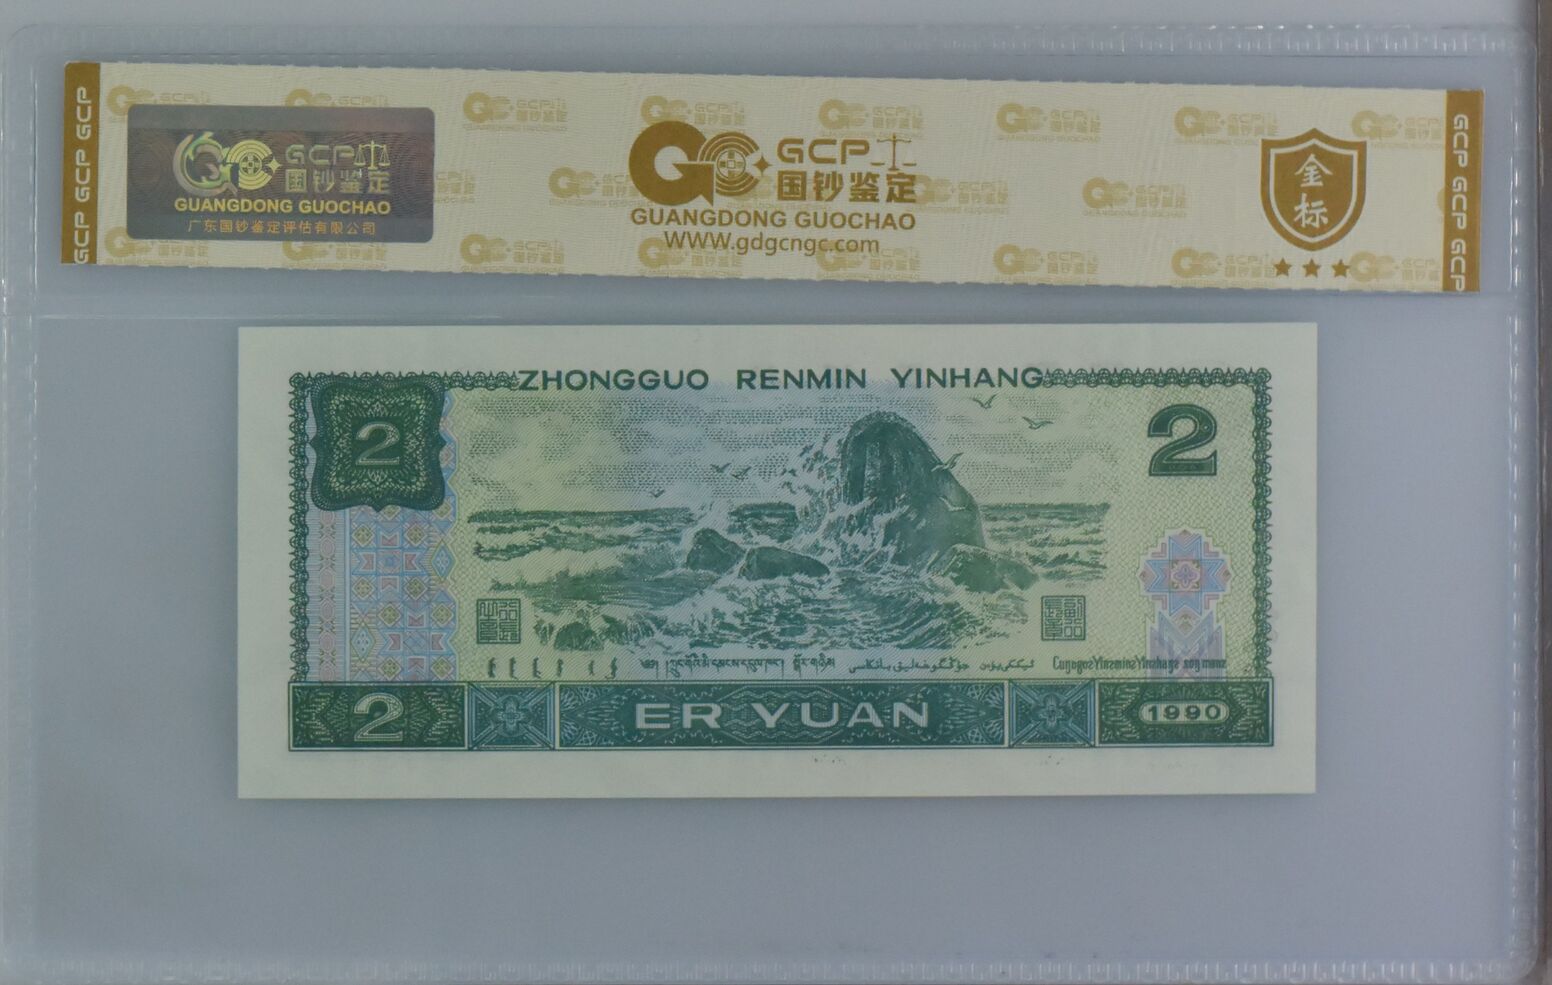 GCP GCP GCP
GCP
国钞鉴定
GUANGDONG GUOCHAO
广东国钞鉴定评估有限公司
GCP
国钞鉴定
GUANGDONG GUOCHAO
WWW.gdgcngc.com
金标
GCP GCP GCP
ZHONGGUO RENMIN YINHANG
2
2
2
ER YUAN
1990